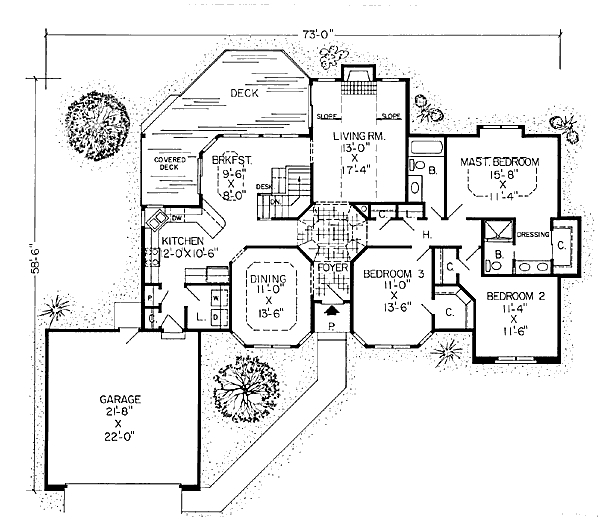 73'-0"
DECK
SLOPE
SLOPE
LIVING RM.
13'-0"
X
17'-4"
COVERED
DECK
BRKFST.
9'-6"
X
8'-0"
DESK
DN.
B.
MAST. BEDROOM
15'-8"
X
11'-4"
58'-6"
DW
KITCHEN
2'-0"X10'-6"
C.
L.
H.
B.
DRESSING
C.
FOYER
DINING
11'-0"
X
13'-6"
BEDROOM 3
11'-0"
X
13'-6"
C.
C.
BEDROOM 2
11'-4"
X
11'-6"
P.
C.
L.
W
D
P.
GARAGE
21'-8"
X
22'-0"